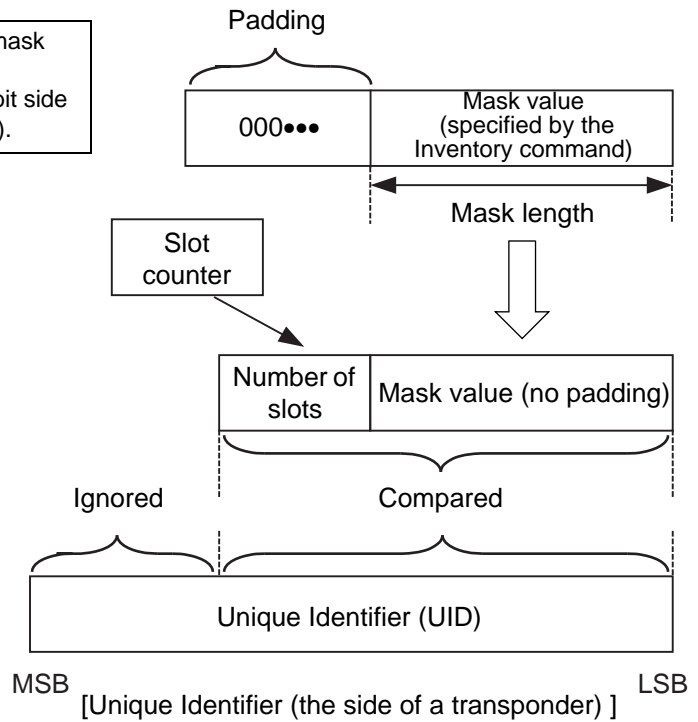 mask
bit side
).
Padding
000•••
Mask value
(specified by the
Inventory command)
Mask length
Slot
counter
Number of
slots
Mask value (no padding)
Ignored
Compared
Unique Identifier (UID)
MSB
LSB
[Unique Identifier (the side of a transponder) ]